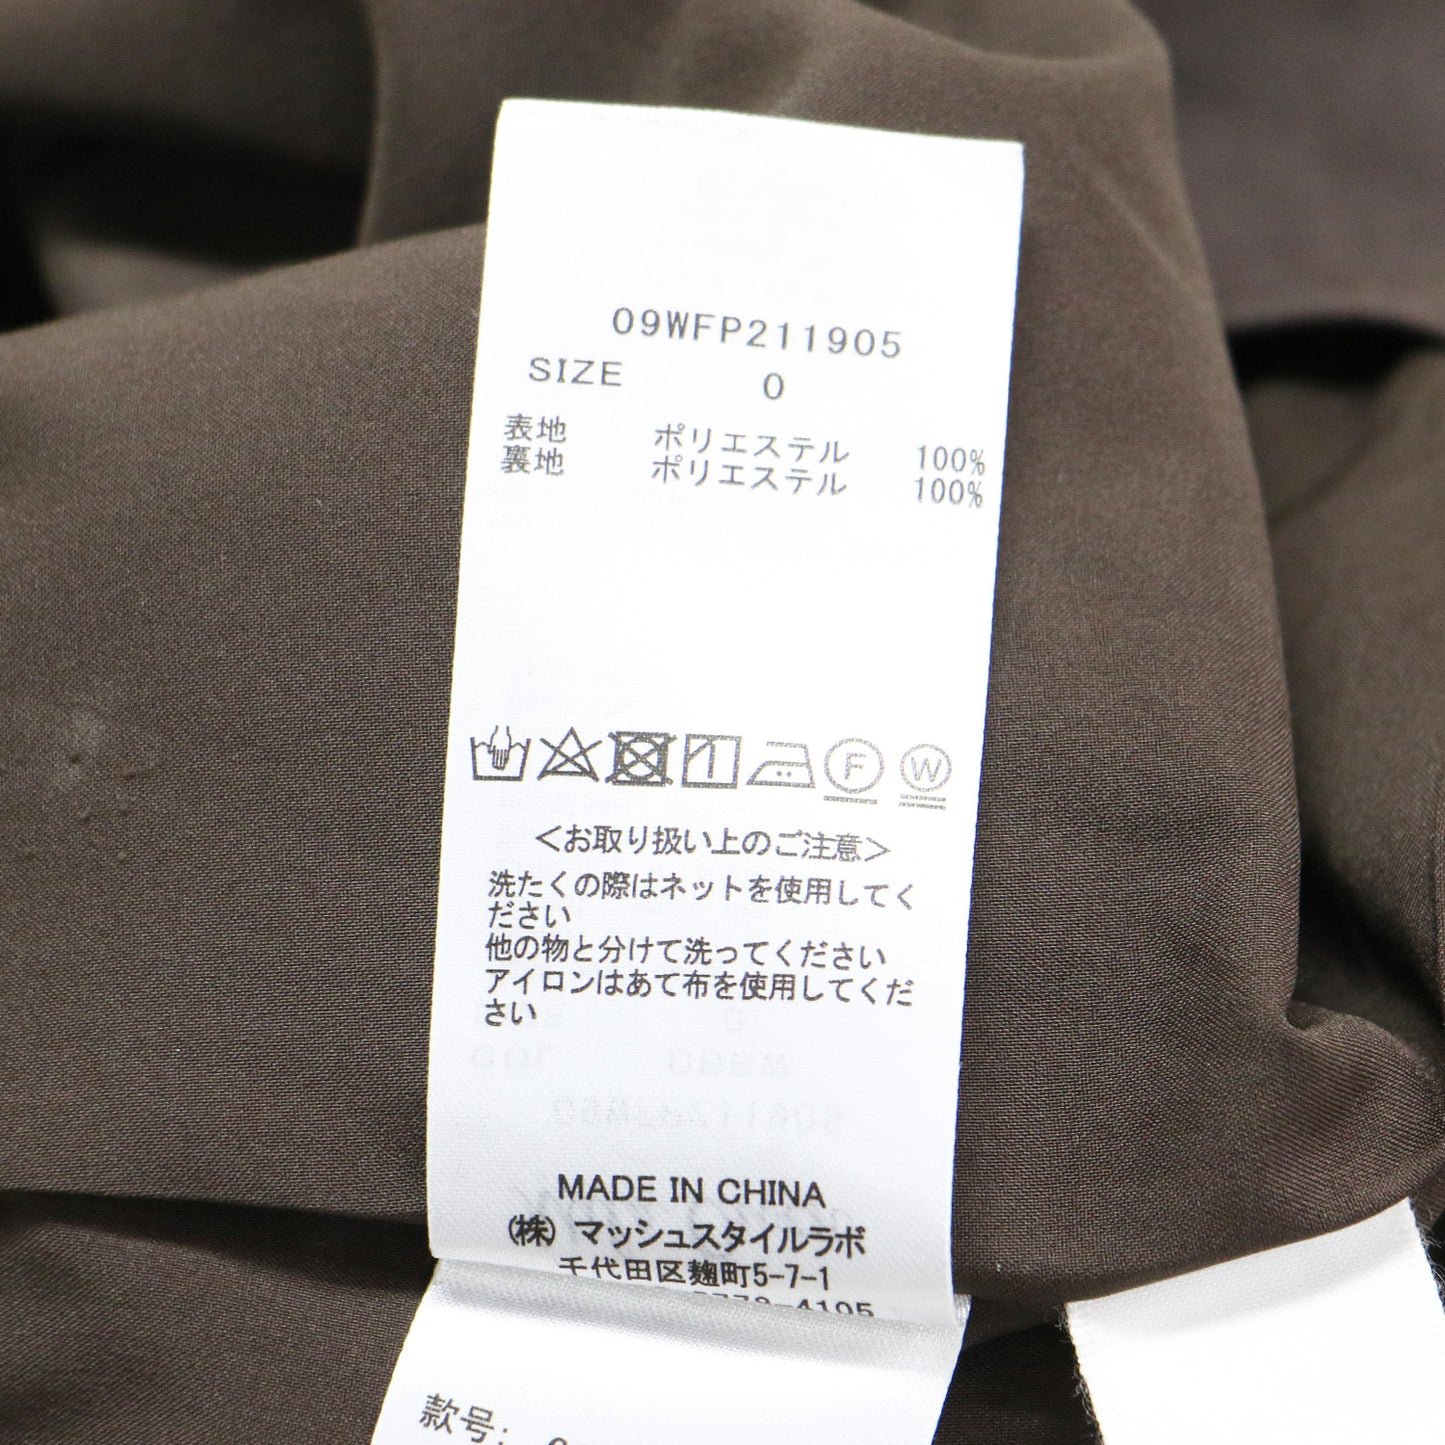 09WFP211905
SIZE 0
表地 ポリエステル 100%
裏地 ポリエステル 100%
F W
<お取り扱い上のご注意>
洗たくの際はネットを使用してく
ださい
他の物と分けて洗ってください
アイロンはあて布を使用してくだ
さい
MADE IN CHINA
(株) マッシュスタイルラボ
千代田区麹町5-7-1
-4195
款号: